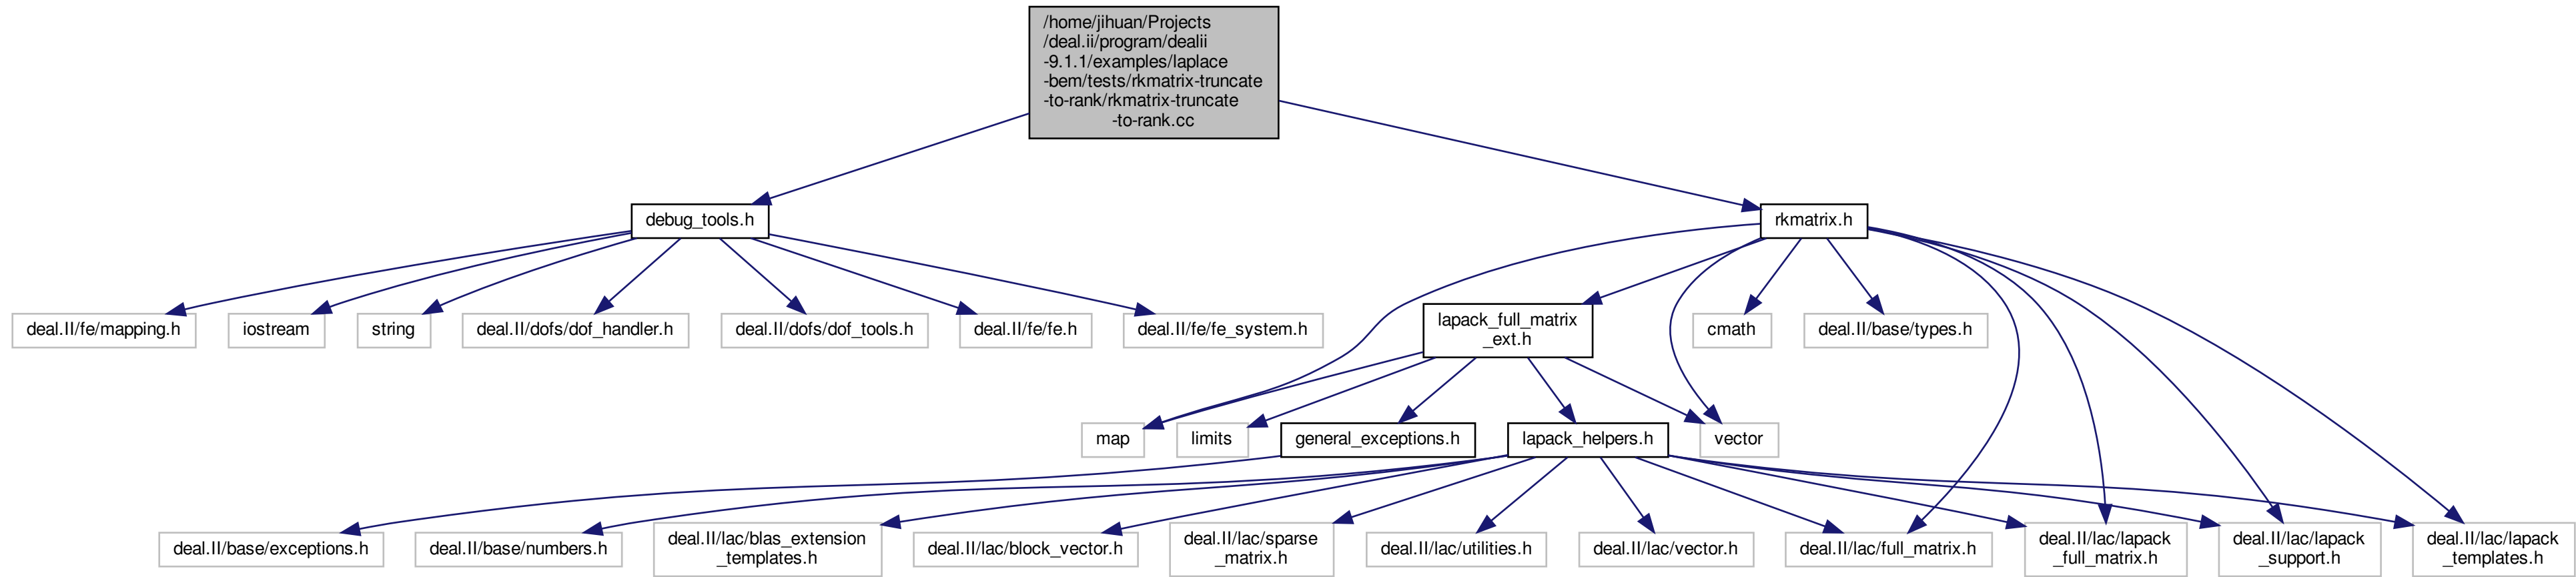 /home/jihuan/Projects
/deal.ii/program/dealii
-9.1.1/examples/laplace
-bem/tests/rkmatrix-truncate
-to-rank/rkmatrix-truncate
-to-rank.cc
debug_tools.h
rkmatrix.h
deal.II/fe/mapping.h
iostream
string
deal.II/dofs/dof_handler.h
deal.II/dofs/dof_tools.h
deal.II/fe/fe.h
deal.II/fe/fe_system.h
lapack_full_matrix
_ext.h
cmath
deal.II/base/types.h
map
limits
general_exceptions.h
lapack_helpers.h
vector
deal.II/base/exceptions.h
deal.II/base/numbers.h
deal.II/lac/blas_extension
_templates.h
deal.II/lac/block_vector.h
deal.II/lac/sparse
_matrix.h
deal.II/lac/utilities.h
deal.II/lac/vector.h
deal.II/lac/full_matrix.h
deal.II/lac/lapack
_full_matrix.h
deal.II/lac/lapack
_support.h
deal.II/lac/lapack
_templates.h